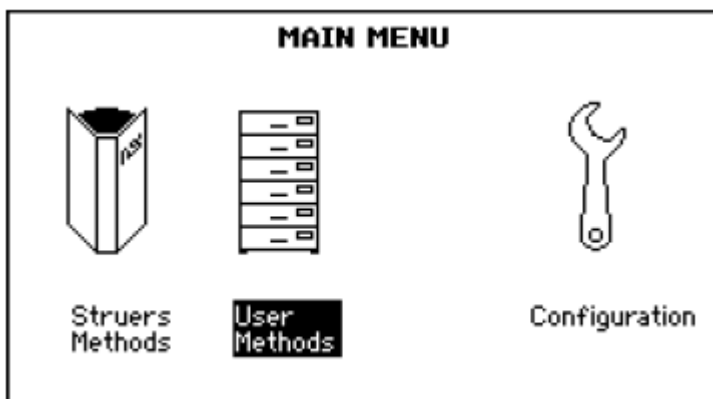 MAIN MENU
Struers
Methods
User
Methods
Configuration